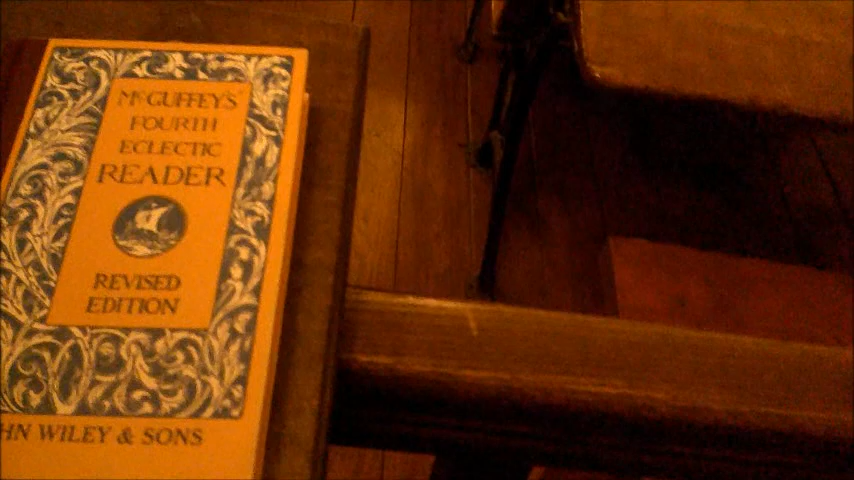 McGUFFEY'S
FOURTH
ECLECTIC
READER
REVISED
EDITION
HN WILEY & SONS